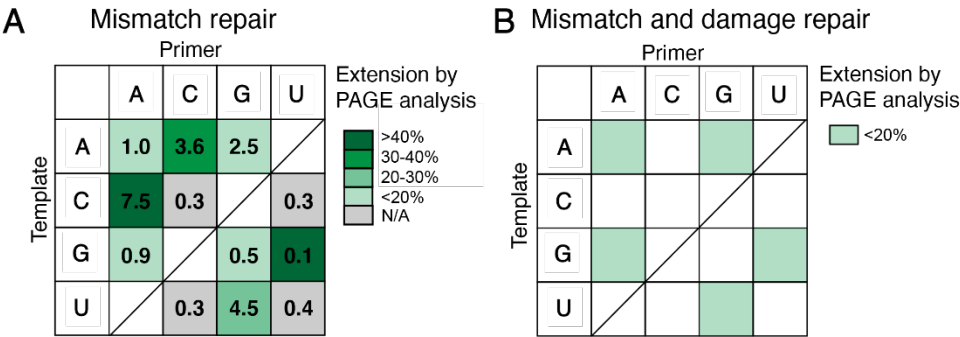 A Mismatch repair
Primer
A C G U
Template
A 1.0 3.6 2.5
C 7.5 0.3 0.3
G 0.9 0.5 0.1
U 0.3 4.5 0.4
Extension by
PAGE analysis
>40%
30-40%
20-30%
<20%
N/A
B Mismatch and damage repair
Primer
A C G U
Template
A
C
G
U
Extension by
PAGE analysis
<20%